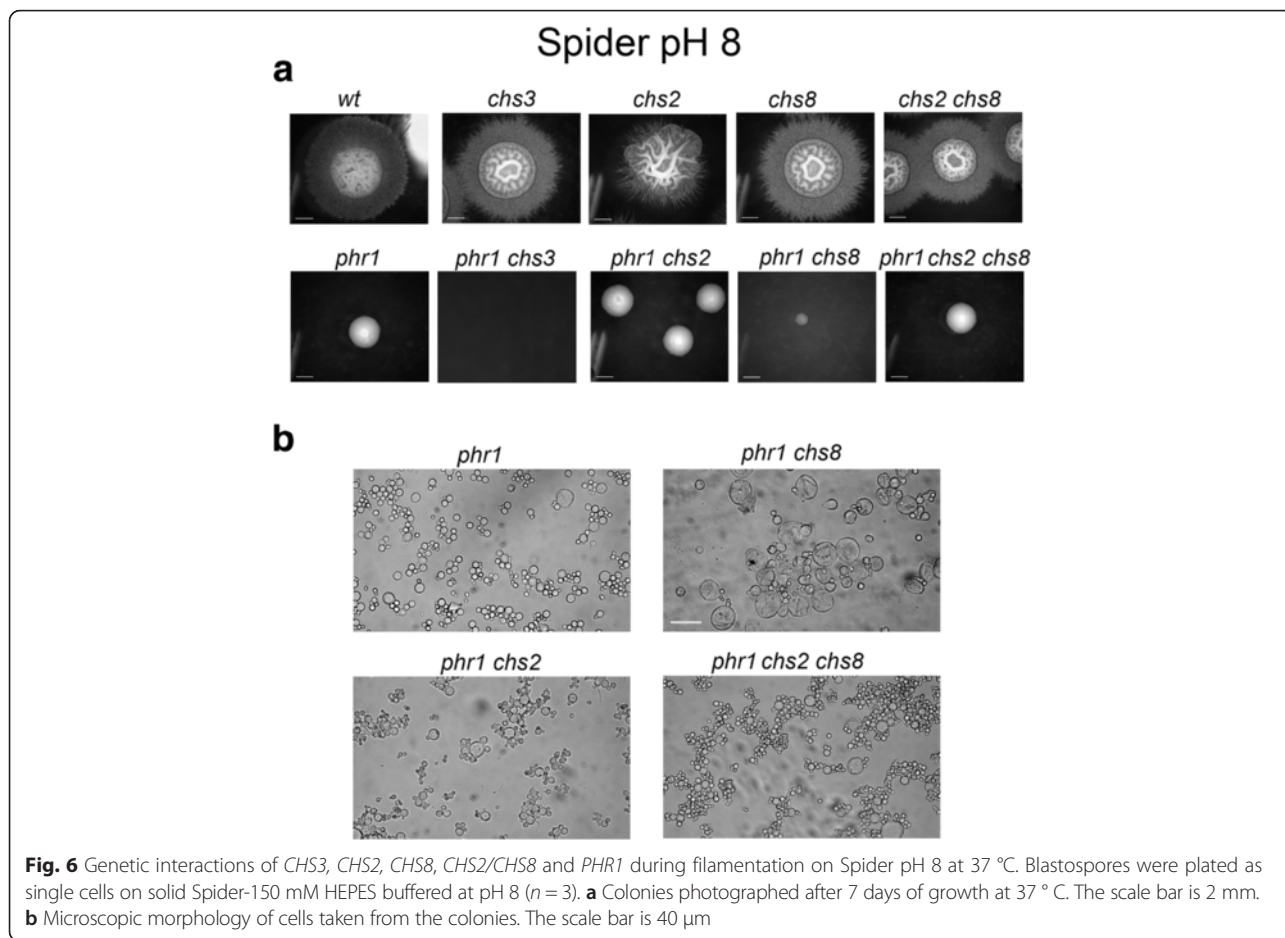 Spider pH 8
a
wt chs3 chs2 chs8 chs2 chs8
phr1 phr1 chs3 phr1 chs2 phr1 chs8 phr1 chs2 chs8
b
phr1 phr1 chs8
phr1 chs2 phr1 chs2 chs8
Fig. 6 Genetic interactions of CHS3, CHS2, CHS8, CHS2/CHS8 and PHR1 during filamentation on Spider pH 8 at 37 °C. Blastospores were plated as
single cells on solid Spider-150 mM HEPES buffered at pH 8 (n = 3). a Colonies photographed after 7 days of growth at 37 ° C. The scale bar is 2 mm.
b Microscopic morphology of cells taken from the colonies. The scale bar is 40 μm